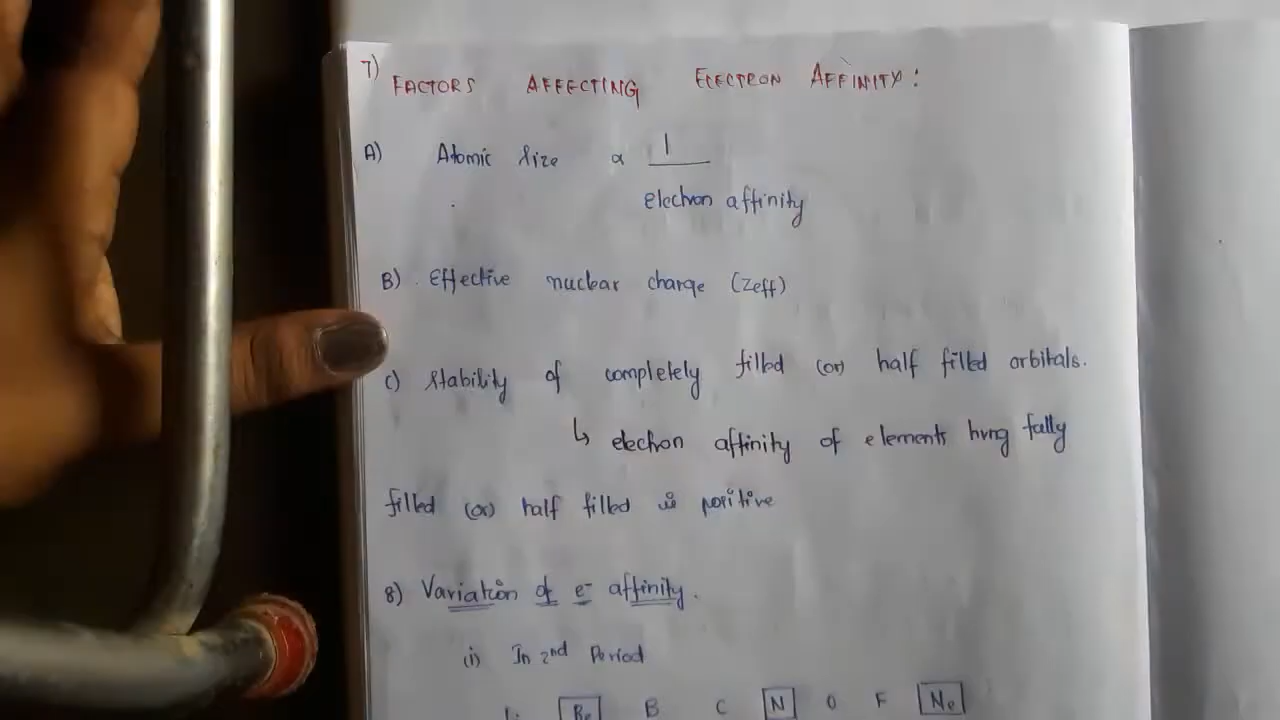 7) FACTORS AFFECTING ELECTRON AFFINITY:
A) Atomic size α 1
electron affinity
B) Effective nuclear charge (Zeff)
c) Stability of completely filled (or) half filled orbitals.
↳ electron affinity of elements hvng fully
filled (or) half filled is positive
8) Variation of e- affinity.
(i) In 2nd Period
Li Be B C N O F Ne